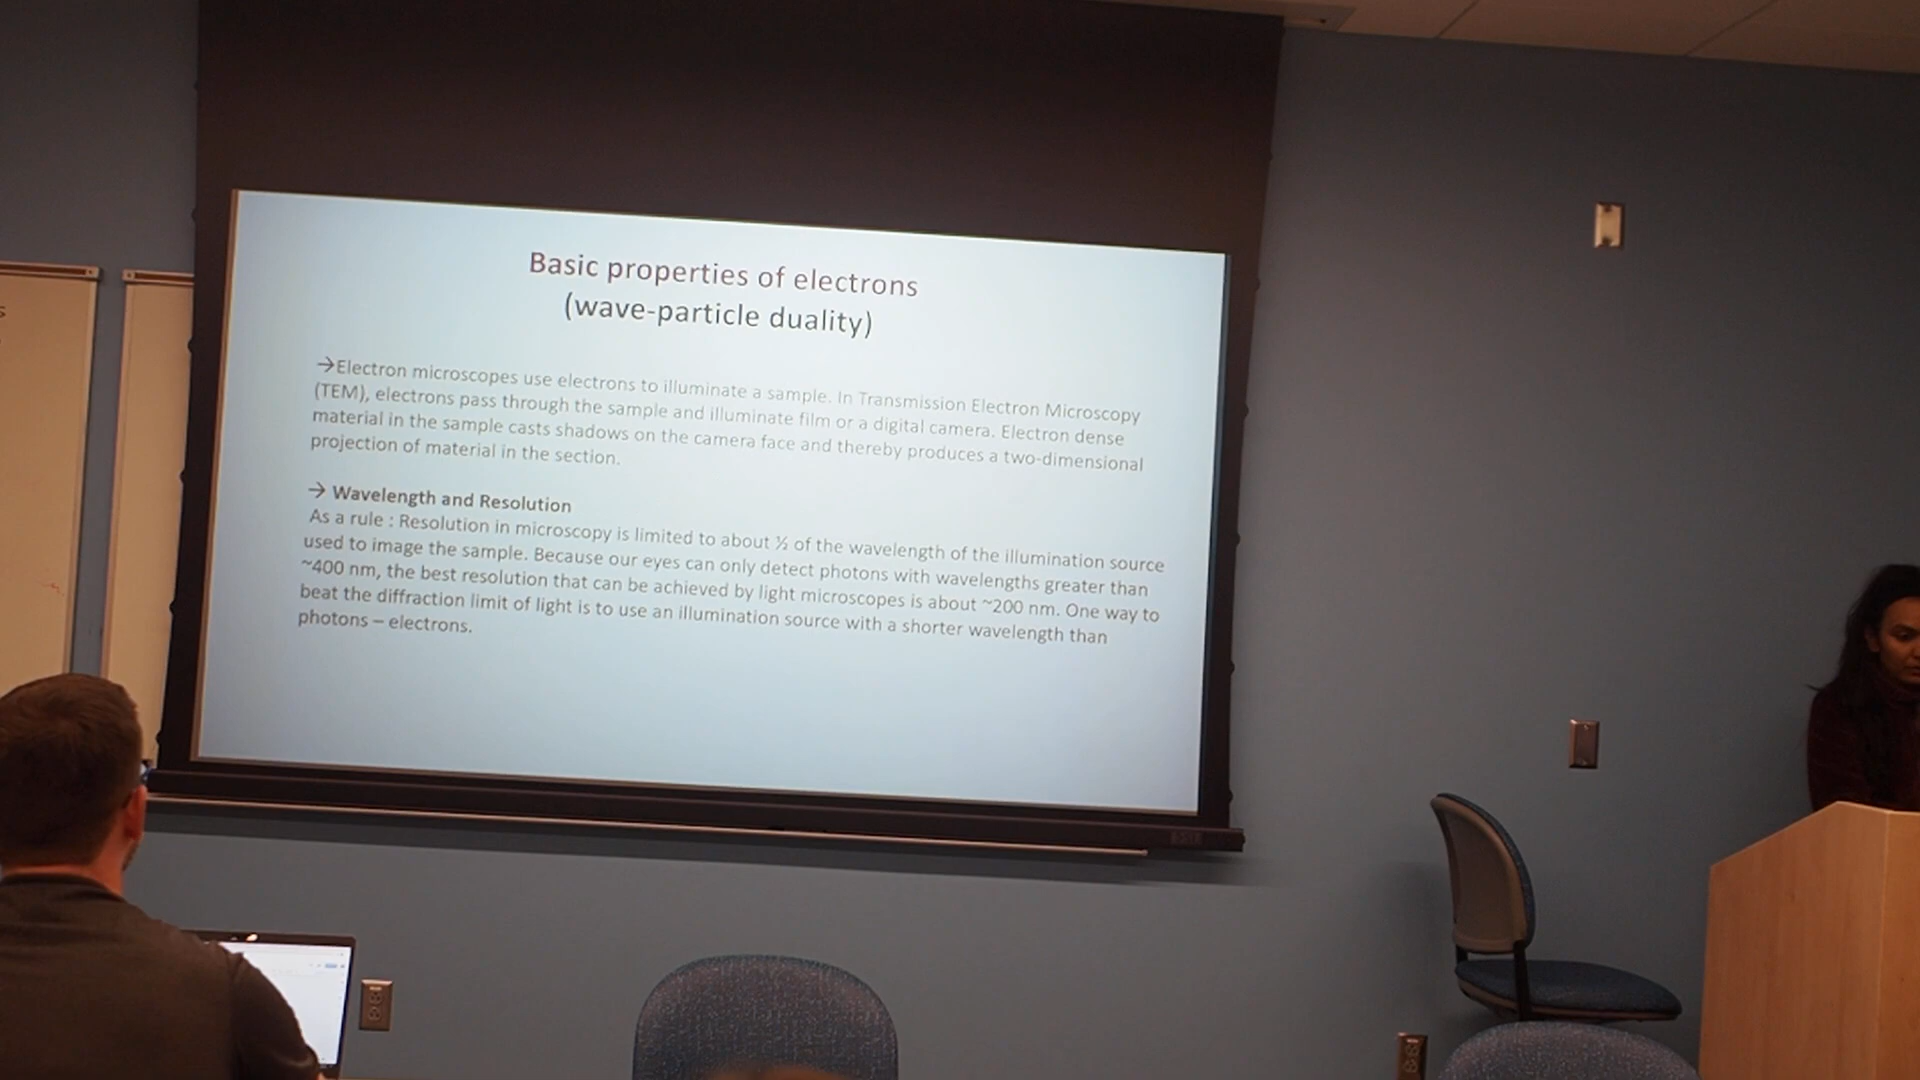 Basic properties of electrons
(wave-particle duality)
→Electron microscopes use electrons to illuminate a sample. In Transmission Electron Microscopy
(TEM), electrons pass through the sample and illuminate film or a digital camera. Electron dense
material in the sample casts shadows on the camera face and thereby produces a two-dimensional
projection of material in the section.
→ Wavelength and Resolution
As a rule : Resolution in microscopy is limited to about ½ of the wavelength of the illumination source
used to image the sample. Because our eyes can only detect photons with wavelengths greater than
~400 nm, the best resolution that can be achieved by light microscopes is about ~200 nm. One way to
beat the diffraction limit of light is to use an illumination source with a shorter wavelength than
photons – electrons.